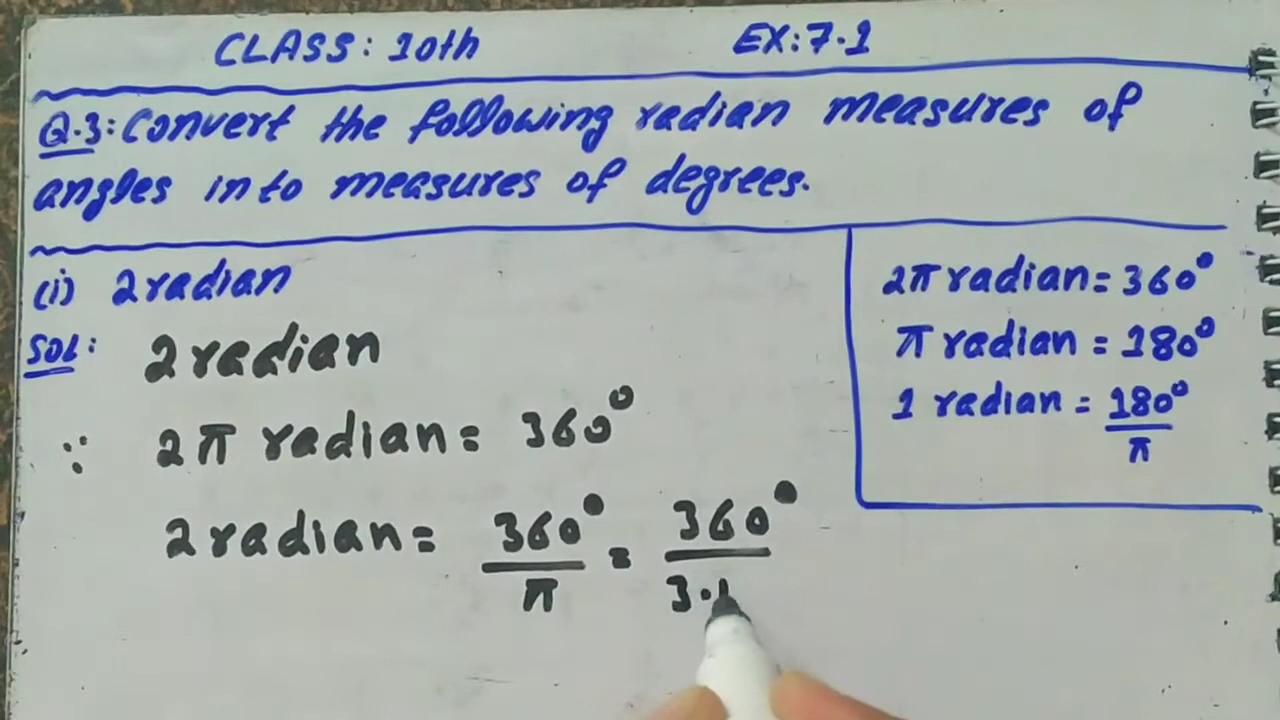 CLASS: 10th EX: 7.1
Q.3: Convert the following radian measures of
angles in to measures of degrees.
(i) 2 radian
SOL: 2 radian
∵ 2π radian = 360°
2 radian = 360°/π = 360°/3.1
2π radian = 360°
π radian = 180°
1 radian = 180°/π